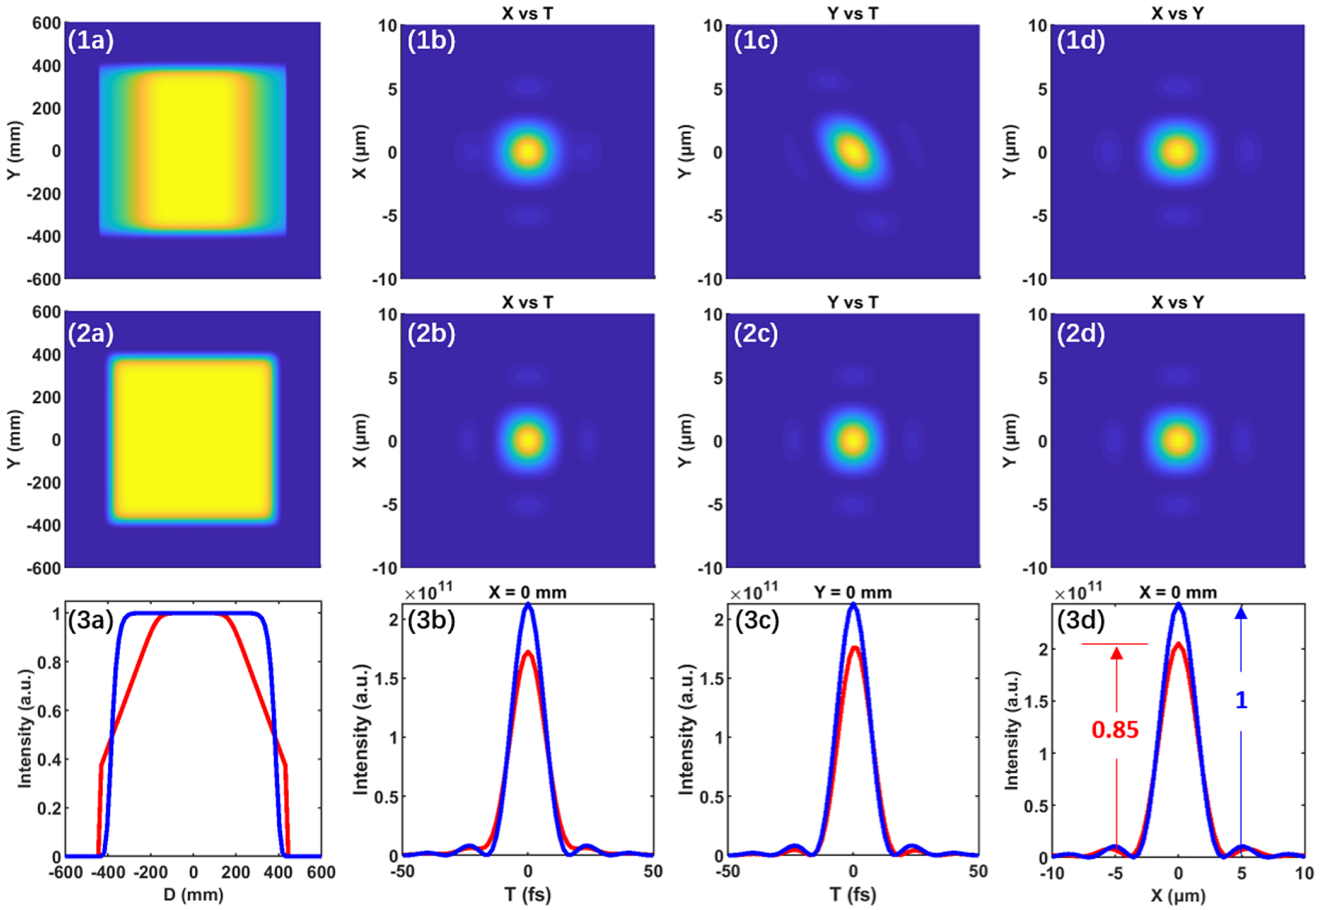 X vs T
Y vs T
X vs Y
(1a)
(1b)
(1c)
(1d)
600
400
200
0
-200
-400
-600
Y (mm)
10
5
0
-5
-10
X (μm)
10
5
0
-5
-10
Y (μm)
10
5
0
-5
-10
Y (μm)
X vs T
Y vs T
X vs Y
(2a)
(2b)
(2c)
(2d)
600
400
200
0
-200
-400
-600
Y (mm)
10
5
0
-5
-10
X (μm)
10
5
0
-5
-10
Y (μm)
10
5
0
-5
-10
Y (μm)
(3a)
1
0.8
0.6
0.4
0.2
0
Intensity (a.u.)
-600 -400 -200 0 200 400 600
D (mm)
×10¹¹
X = 0 mm
(3b)
2
1.5
1
0.5
0
Intensity (a.u.)
-50 0 50
T (fs)
×10¹¹
Y = 0 mm
(3c)
2
1.5
1
0.5
0
Intensity (a.u.)
-50 0 50
T (fs)
×10¹¹
X = 0 mm
(3d)
2
1.5
1
0.5
0
Intensity (a.u.)
0.85
1
-10 -5 0 5 10
X (μm)